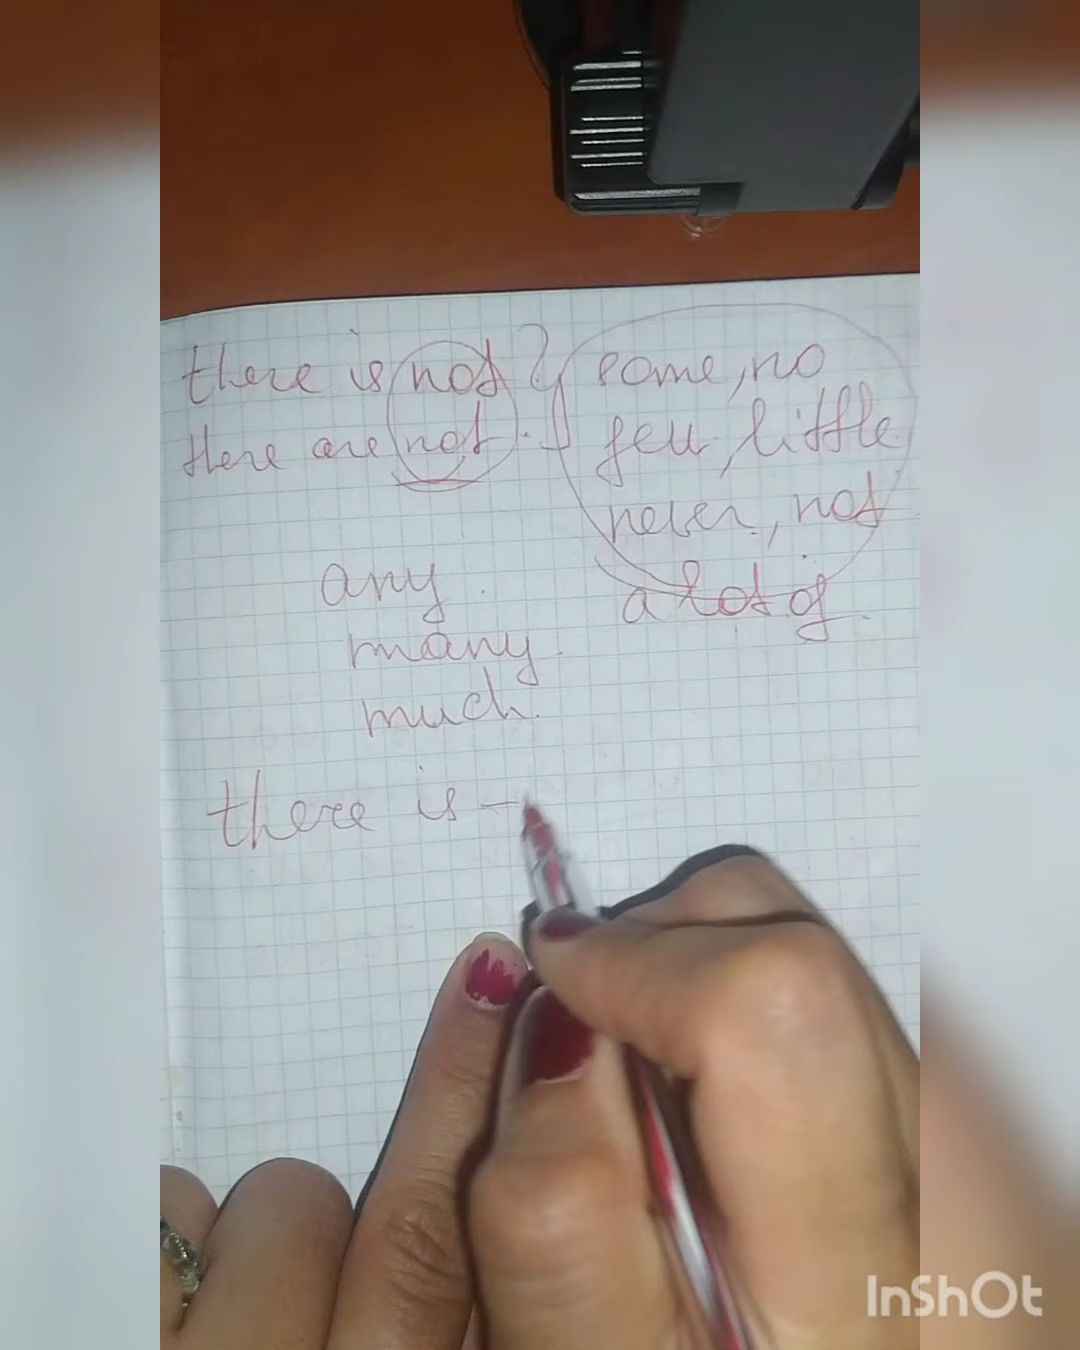 there is not? some, no
there are not. few, little
never, not
any. a lot of.
many.
much.
there is -
InShOt